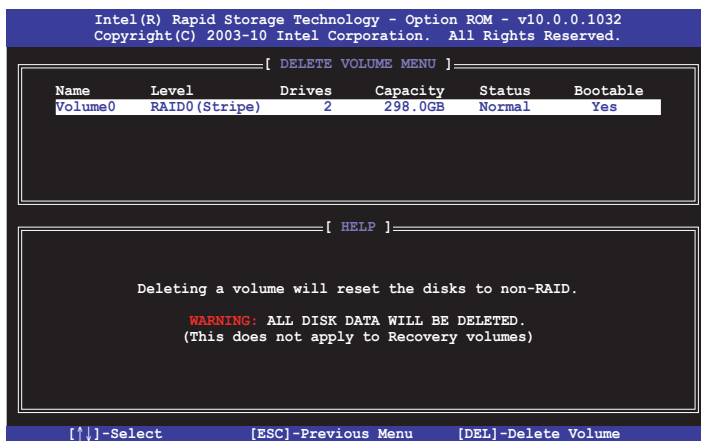 Intel(R) Rapid Storage Technology - Option ROM - v10.0.0.1032
Copyright(C) 2003-10 Intel Corporation. All Rights Reserved.
[ DELETE VOLUME MENU ]
Name Level Drives Capacity Status Bootable
Volume0 RAID0(Stripe) 2 298.0GB Normal Yes
[ HELP ]
Deleting a volume will reset the disks to non-RAID.
WARNING: ALL DISK DATA WILL BE DELETED.
(This does not apply to Recovery volumes)
[↑↓]-Select [ESC]-Previous Menu [DEL]-Delete Volume